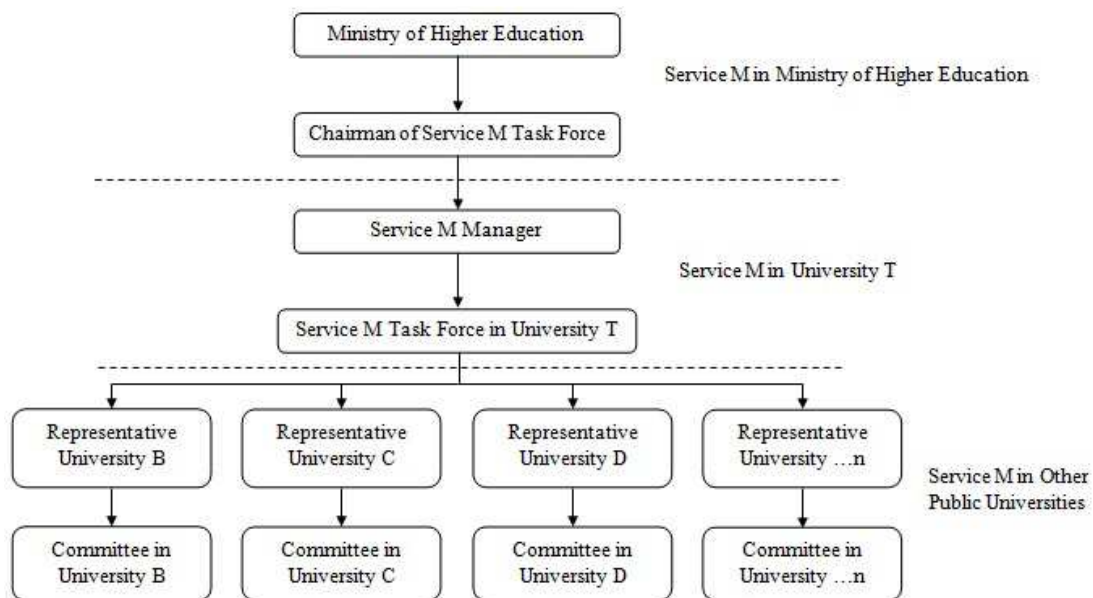 Ministry of Higher Education
Service M in Ministry of Higher Education
Chairman of Service M Task Force
Service M Manager
Service M in University T
Service M Task Force in University T
Representative
University B
Representative
University C
Representative
University D
Representative
University …n
Service M in Other
Public Universities
Committee in
University B
Committee in
University C
Committee in
University D
Committee in
University …n